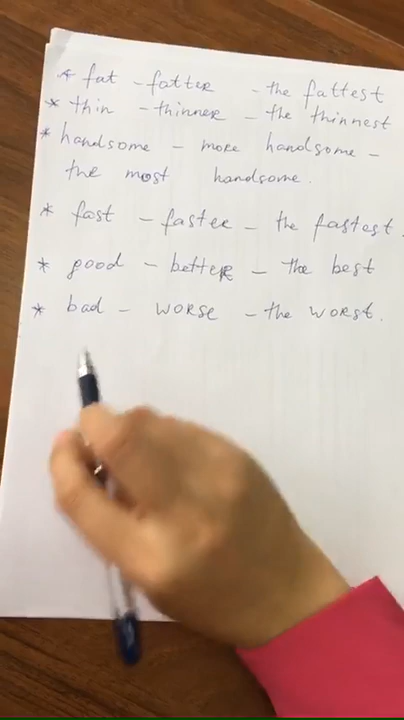 * fat - fatter - the fattest
* thin - thinner - the thinnest
* handsome - more handsome -
the most handsome.
* fast - faster - the fastest.
* good - better - the best
* bad - worse - the worst.